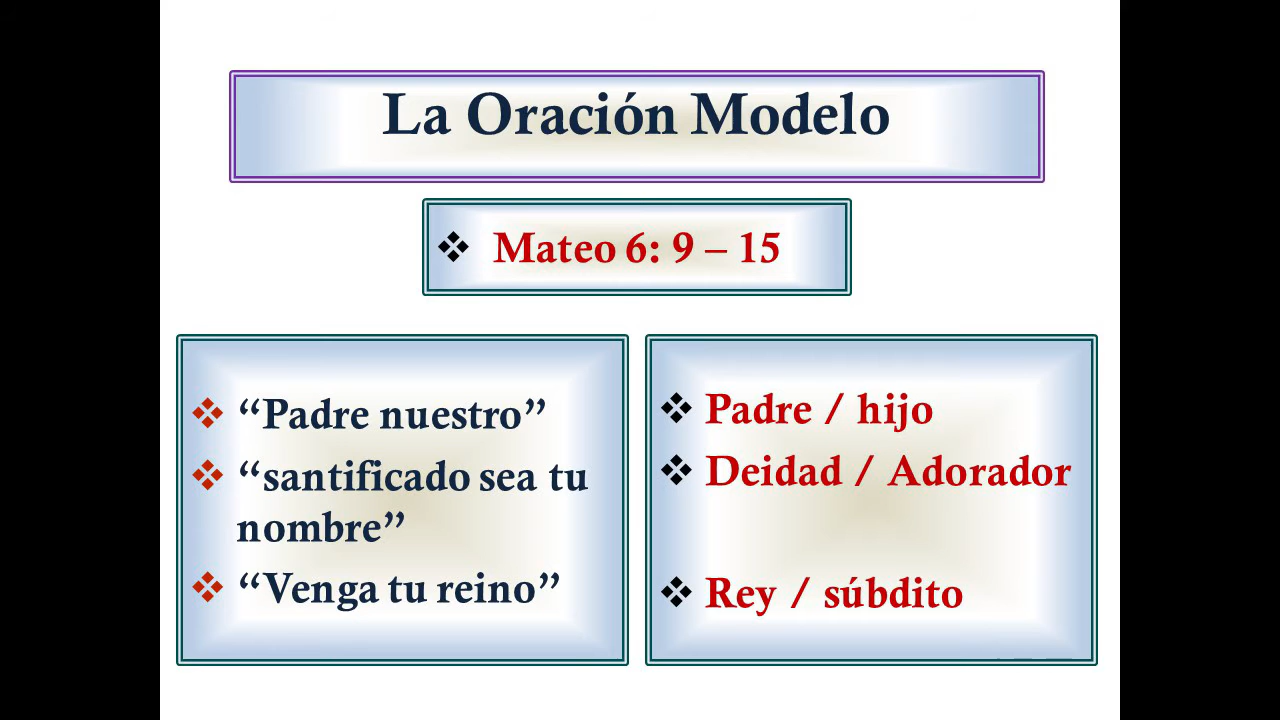 La Oración Modelo
❖ Mateo 6: 9 – 15
❖ “Padre nuestro”
❖ “santificado sea tu
nombre”
❖ “Venga tu reino”
❖ Padre / hijo
❖ Deidad / Adorador
❖ Rey / súbdito